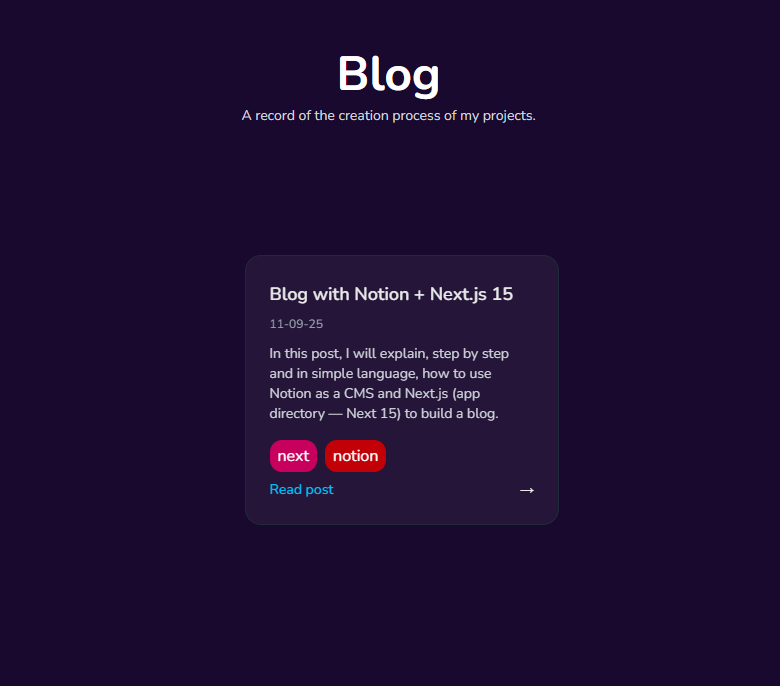 Blog
A record of the creation process of my projects.
Blog with Notion + Next.js 15
11-09-25
In this post, I will explain, step by step
and in simple language, how to use
Notion as a CMS and Next.js (app
directory — Next 15) to build a blog.
next notion
Read post →